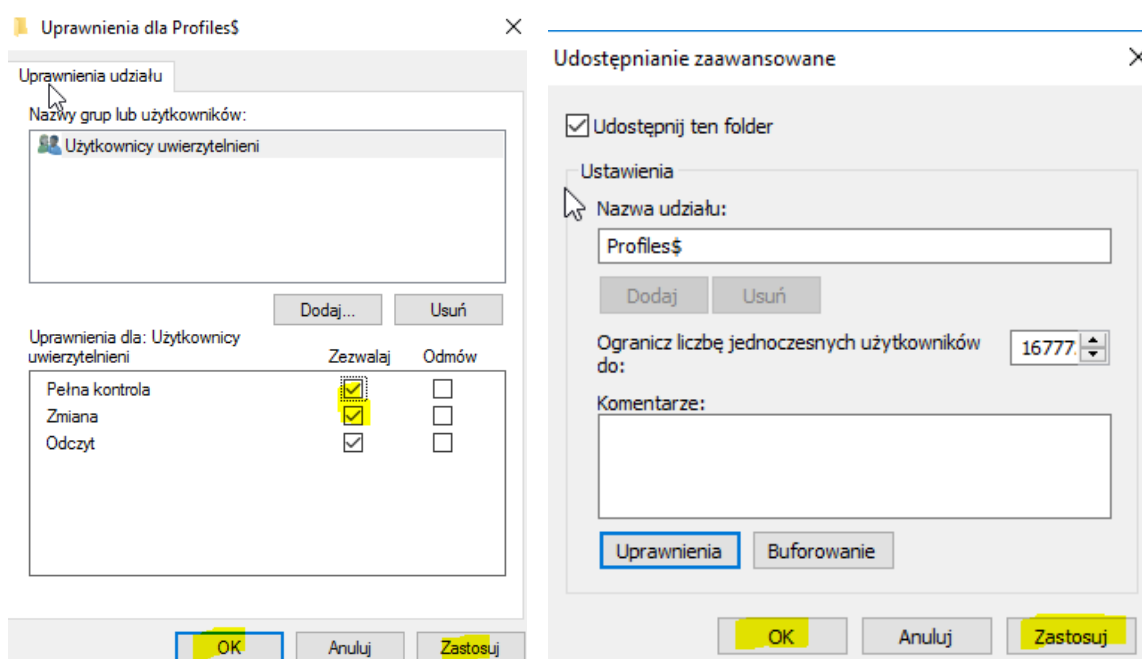 Uprawnienia dla Profiles$
Uprawnienia udziału
Nazwy grup lub użytkowników:
Użytkownicy uwierzytelnieni
Dodaj...
Usuń
Uprawnienia dla: Użytkownicy
uwierzytelnieni
Zezwalaj
Odmów
Pełna kontrola
Zmiana
Odczyt
OK
Anuluj
Zastosuj
Udostępnianie zaawansowane
Udostępnij ten folder
Ustawienia
Nazwa udziału:
Profiles$
Dodaj
Usuń
Ogranicz liczbę jednoczesnych użytkowników
do:
16777
Komentarze:
Uprawnienia
Buforowanie
OK
Anuluj
Zastosuj